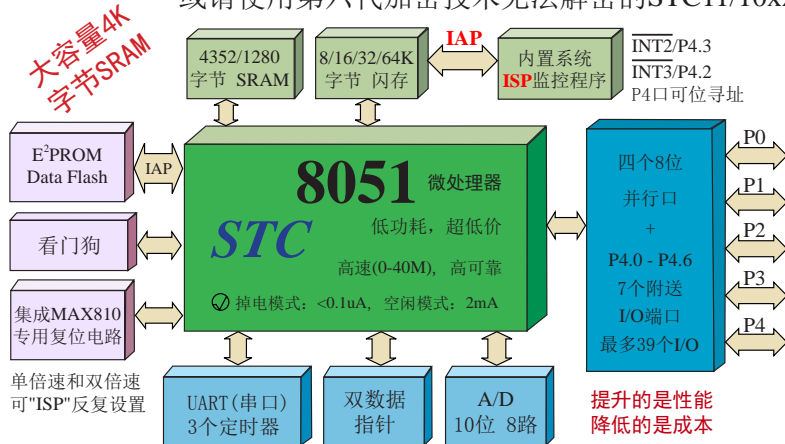 或请使用第六代加密技术无法解密的STC11/10xx
大容量4K
字节SRAM
4352/1280
字节 SRAM
8/16/32/64K
字节 闪存
IAP
内置系统
ISP监控程序
INT2/P4.3
INT3/P4.2
P4口可位寻址
E²PROM
Data Flash
IAP
看门狗
集成MAX810
专用复位电路
单倍速和双倍速
可"ISP"反复设置
8051 微处理器
STC
低功耗，超低价
高速(0-40M)，高可靠
掉电模式：<0.1uA，空闲模式：2mA
四个8位
并行口
+
P4.0 - P4.6
7个附送
I/O端口
最多39个I/O
P0
P1
P2
P3
P4
UART(串口)
3个定时器
双数据
指针
A/D
10位 8路
提升的是性能
降低的是成本